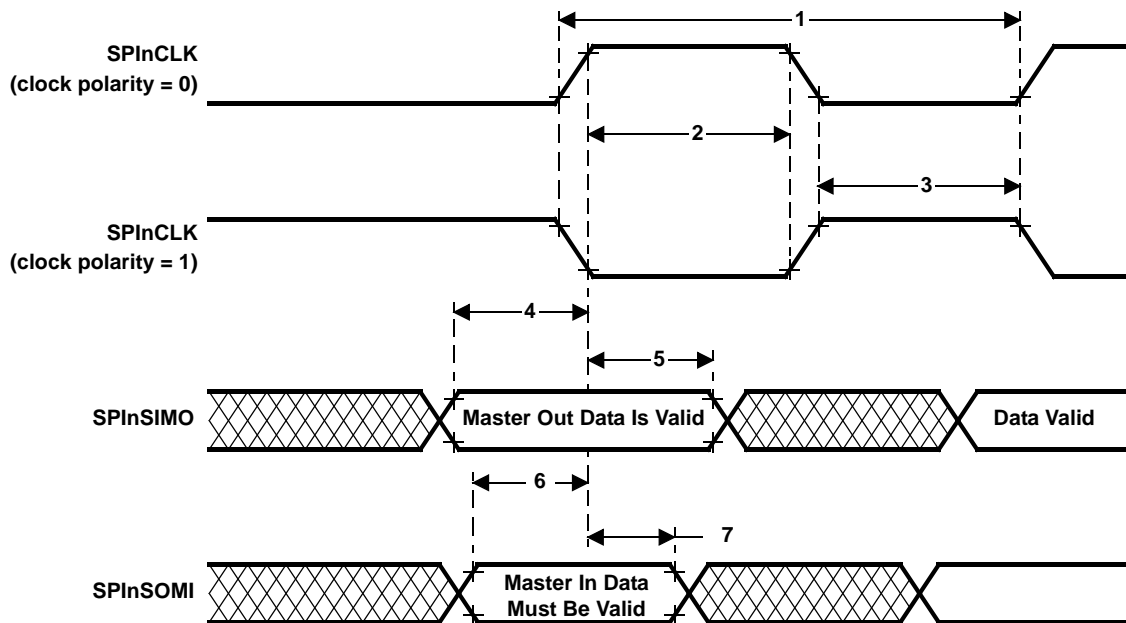 1
SPInCLK
(clock polarity = 0)
2
3
SPInCLK
(clock polarity = 1)
4
5
SPInSIMO
Master Out Data Is Valid
Data Valid
6
7
SPInSOMI
Master In Data
Must Be Valid